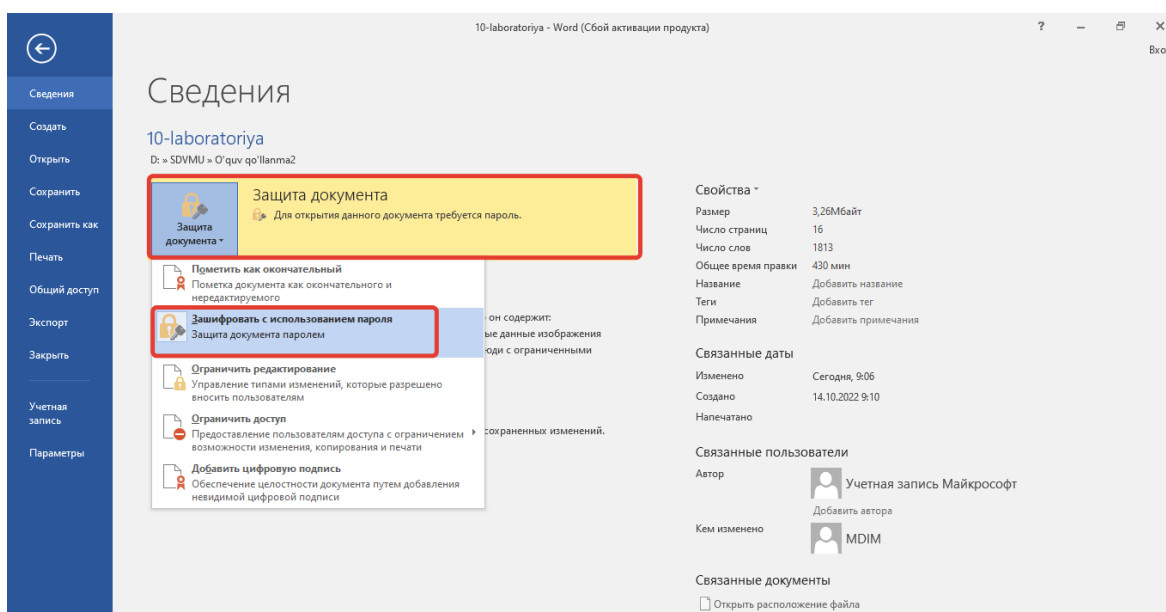 10-laboratoriya - Word (Сбой активации продукта)
?
Вхо
Сведения
Создать
Открыть
Сохранить
Сохранить как
Печать
Общий доступ
Экспорт
Закрыть
Учетная
запись
Параметры
Сведения
10-laboratoriya
D: » SDVMU » O'quv qo'llanma2
Защита
документа
Защита документа
Для открытия данного документа требуется пароль.
Пометить как окончательный
Пометка документа как окончательного и
нередактируемого
Зашифровать с использованием пароля
Защита документа паролем
Ограничить редактирование
Управление типами изменений, которые разрешено
вносить пользователям
Ограничить доступ
Предоставление пользователям доступа с ограничением
возможности изменения, копирования и печати
Добавить цифровую подпись
Обеспечение целостности документа путем добавления
невидимой цифровой подписи
он содержит:
ые данные изображения
юди с ограниченными
сохраненных изменений.
Свойства
Размер 3,26Мбайт
Число страниц 16
Число слов 1813
Общее время правки 430 мин
Название Добавить название
Теги Добавить тег
Примечания Добавить примечания
Связанные даты
Изменено Сегодня, 9:06
Создано 14.10.2022 9:10
Напечатано
Связанные пользователи
Автор
Учетная запись Майкрософт
Добавить автора
Кем изменено
MDIM
Связанные документы
Открыть расположение файла